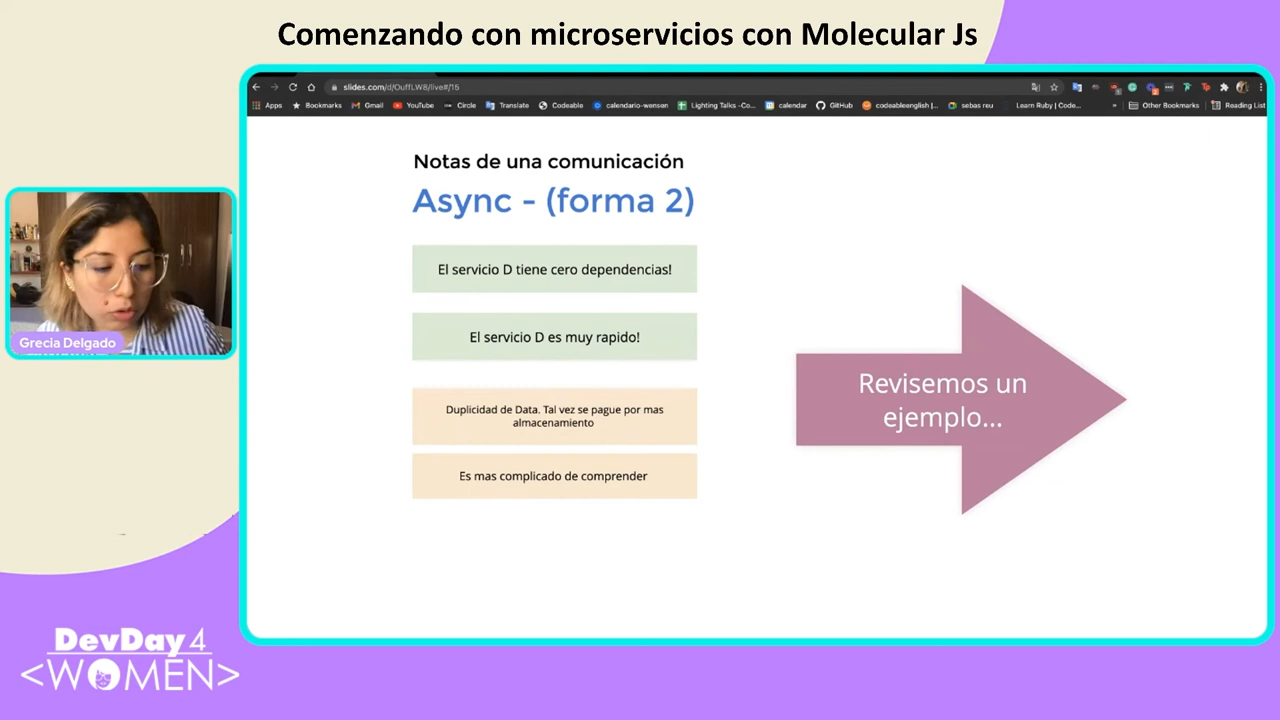 Comenzando con microservicios con Molecular Js
slides.com/d/OuffLW8/live#/15
Apps Bookmarks Gmail YouTube Circle Translate Codeable calendario-wensen Lighting Talks -Co... calendar GitHub codeableenglish |... sebas reu Learn Ruby | Code... » Other Bookmarks Reading List
Notas de una comunicación
Async - (forma 2)
El servicio D tiene cero dependencias!
El servicio D es muy rapido!
Duplicidad de Data. Tal vez se pague por mas
almacenamiento
Es mas complicado de comprender
Revisemos un
ejemplo...
Grecia Delgado
DevDay 4
<WOMEN>